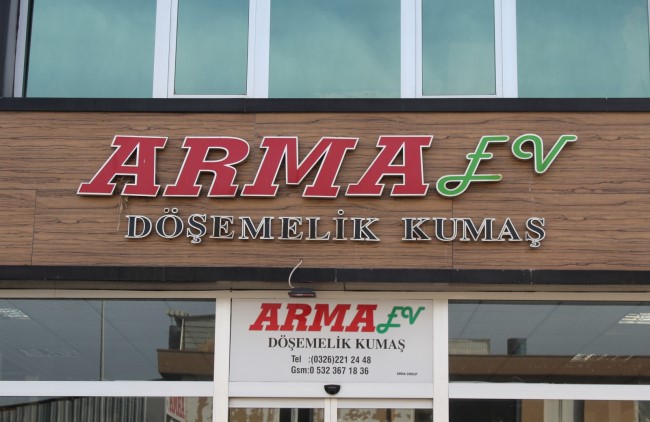 ARMA EV
DÖŞEMELİK KUMAŞ
ARMA EV
DÖŞEMELİK KUMAŞ
Tel :(0326)221 24 48
Gsm:0 532 367 18 36
ARMA